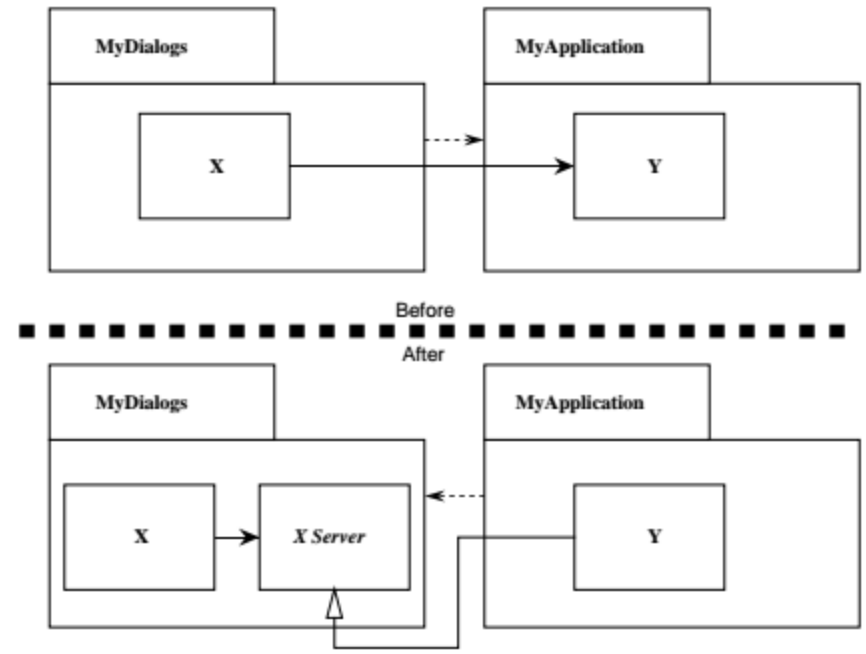 MyDialogs
MyApplication
X
Y
Before
After
MyDialogs
MyApplication
X
X Server
Y